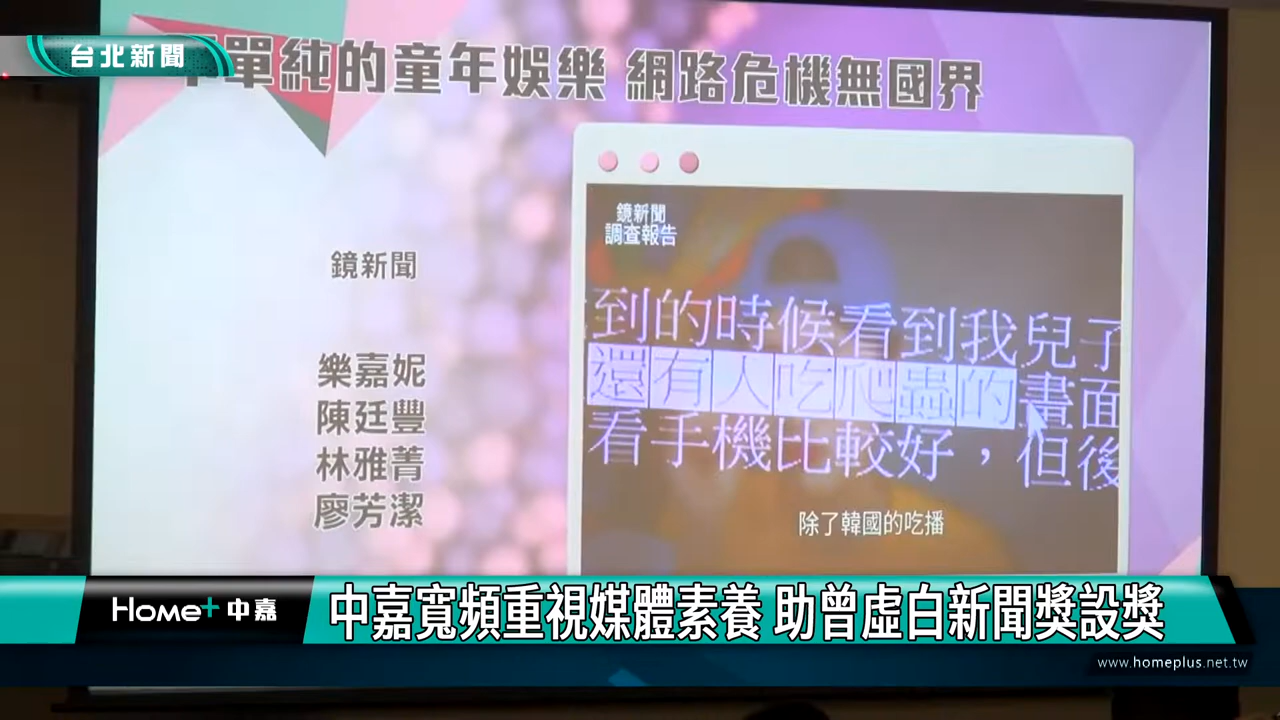 台北新聞
單純的童年娛樂 網路危機無國界
鏡新聞
調查報告
鏡新聞
到的時候看到我兒子
還有人吃爬蟲的畫面
看手機比較好，但後
樂嘉妮
陳廷豐
林雅菁
廖芳潔
除了韓國的吃播
Home+中嘉
中嘉寬頻重視媒體素養 助曾虛白新聞獎設獎
www.homeplus.net.tw